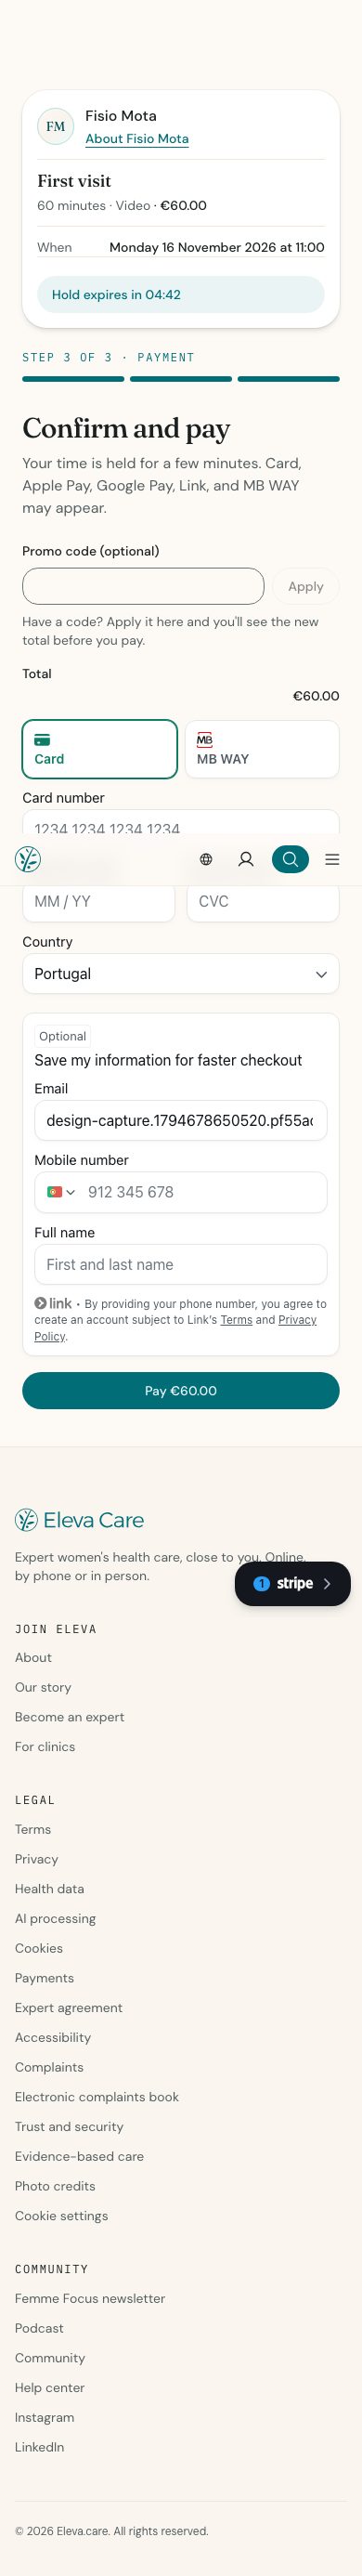 FM
Fisio Mota
About Fisio Mota
First visit
60 minutes · Video · €60.00
When Monday 16 November 2026 at 11:00
Hold expires in 04:42
STEP 3 OF 3 · PAYMENT
Confirm and pay
Your time is held for a few minutes. Card,
Apple Pay, Google Pay, Link, and MB WAY
may appear.
Promo code (optional)
Apply
Have a code? Apply it here and you'll see the new
total before you pay.
Total
€60.00
MB
Card MB WAY
Card number
1234 1234 1234 1234
MM / YY CVC
Country
Portugal
Optional
Save my information for faster checkout
Email
design-capture.1794678650520.pf55ac
Mobile number
912 345 678
Full name
First and last name
link • By providing your phone number, you agree to
create an account subject to Link's Terms and Privacy
Policy.
Pay €60.00
Eleva Care
Expert women's health care, close to you. Online,
by phone or in person.
1 stripe
JOIN ELEVA
About
Our story
Become an expert
For clinics
LEGAL
Terms
Privacy
Health data
AI processing
Cookies
Payments
Expert agreement
Accessibility
Complaints
Electronic complaints book
Trust and security
Evidence-based care
Photo credits
Cookie settings
COMMUNITY
Femme Focus newsletter
Podcast
Community
Help center
Instagram
LinkedIn
© 2026 Eleva.care. All rights reserved.